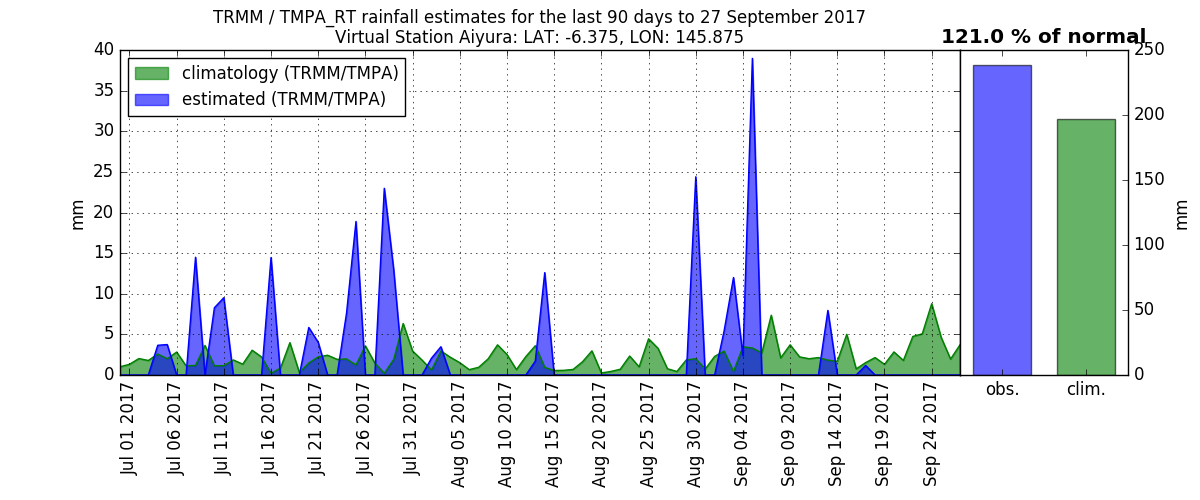 TRMM / TMPA_RT rainfall estimates for the last 90 days to 27 September 2017
Virtual Station Aiyura: LAT: -6.375, LON: 145.875
121.0 % of normal
climatology (TRMM/TMPA)
estimated (TRMM/TMPA)
mm
40
35
30
25
20
15
10
5
0
Jul 01 2017
Jul 06 2017
Jul 11 2017
Jul 16 2017
Jul 21 2017
Jul 26 2017
Jul 31 2017
Aug 05 2017
Aug 10 2017
Aug 15 2017
Aug 20 2017
Aug 25 2017
Aug 30 2017
Sep 04 2017
Sep 09 2017
Sep 14 2017
Sep 19 2017
Sep 24 2017
250
200
150
100
50
0
mm
obs.
clim.